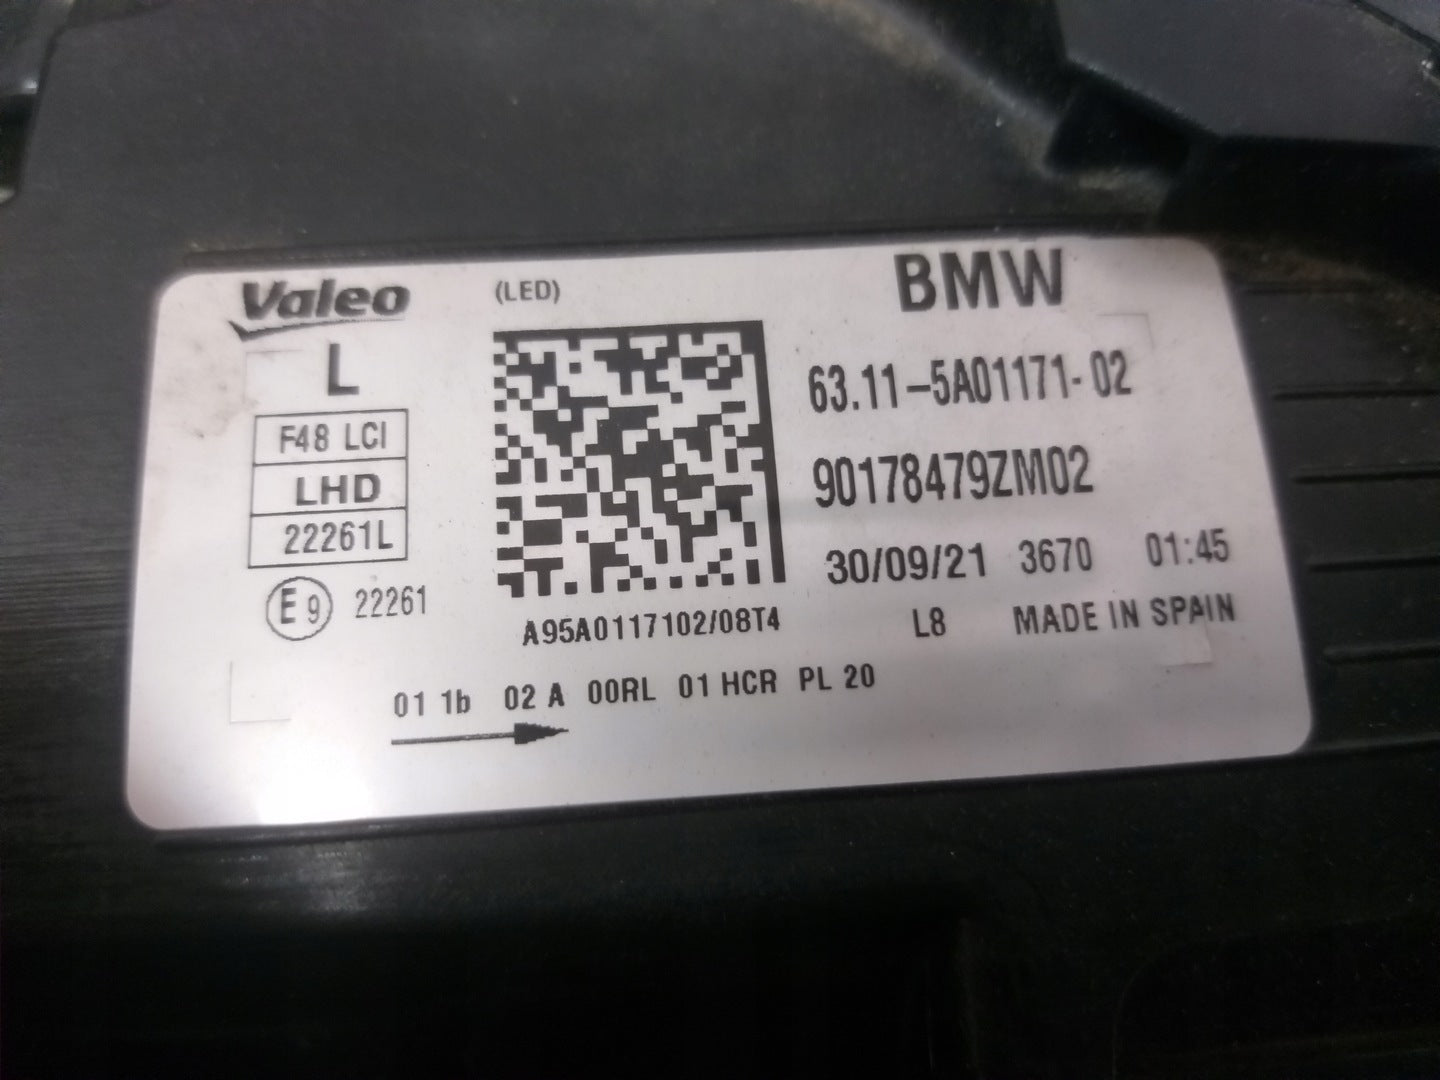 Valeo
(LED)
BMW
L
F48 LCI
LHD
22261L
E9 22261
63.11-5A01171-02
90178479ZM02
30/09/21 3670 01:45
A95A0117102/08T4
L8 MADE IN SPAIN
01 1b 02 A 00RL 01 HCR PL 20